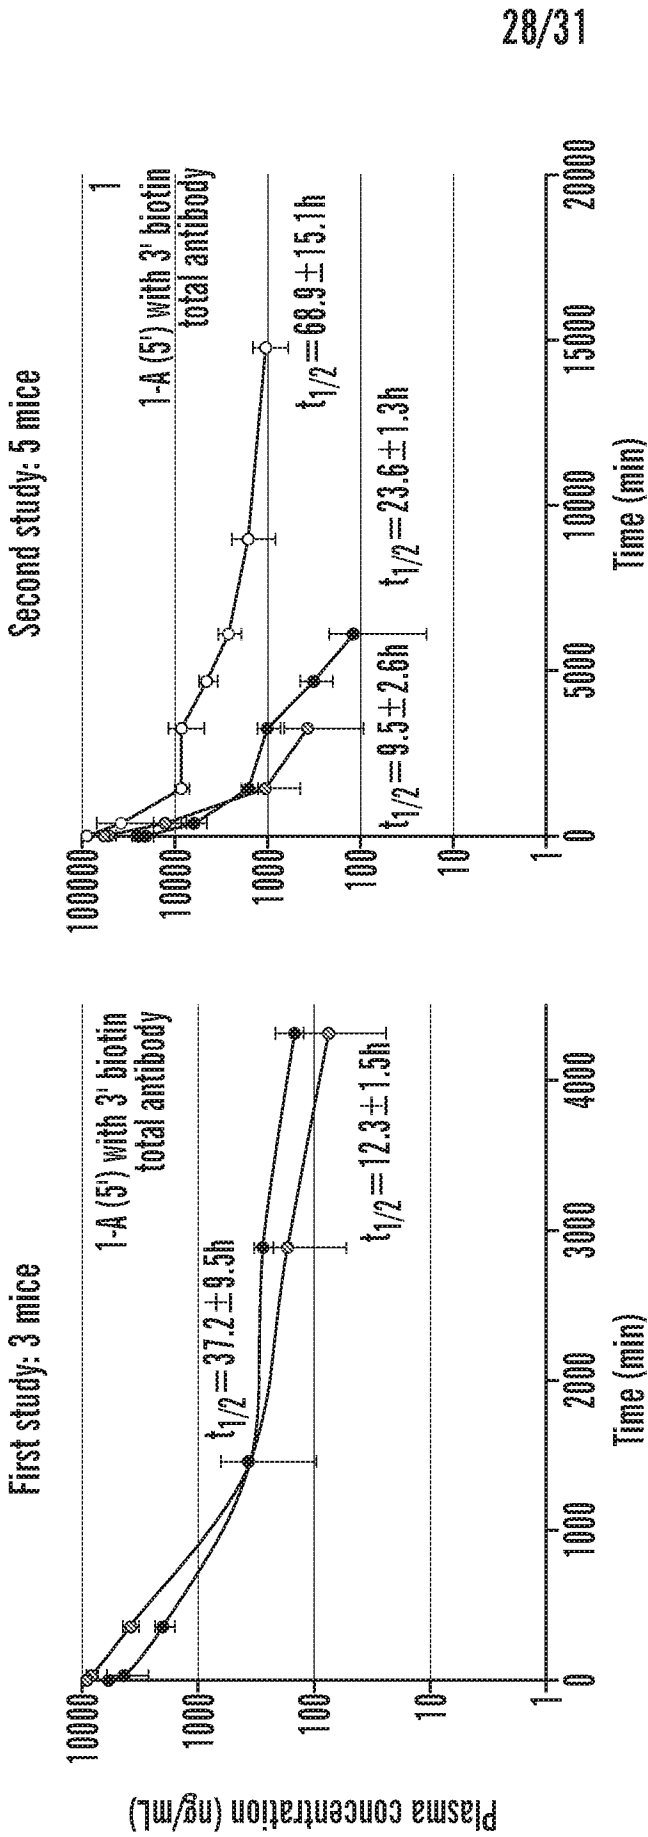 28/31
First study: 3 mice
Plasma concentration (ng/mL)
10000
1000
100
10
1
0
1000
2000
3000
4000
Time (min)
1-A (5') with 3' biotin
total antibody
t1/2=37.2±9.5h
t1/2=12.3±1.5h
Second study: 5 mice
100000
10000
1000
100
10
1
0
5000
10000
15000
20000
Time (min)
1
1-A (5') with 3' biotin
total antibody
t1/2=68.9±15.1h
t1/2=23.6±1.3h
t1/2=9.5±2.6h